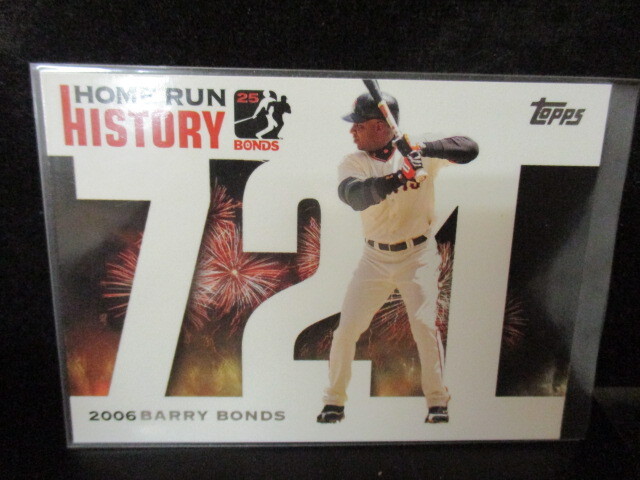 HOME RUN
HISTORY
25
BONDS
Topps
721
2006 BARRY BONDS